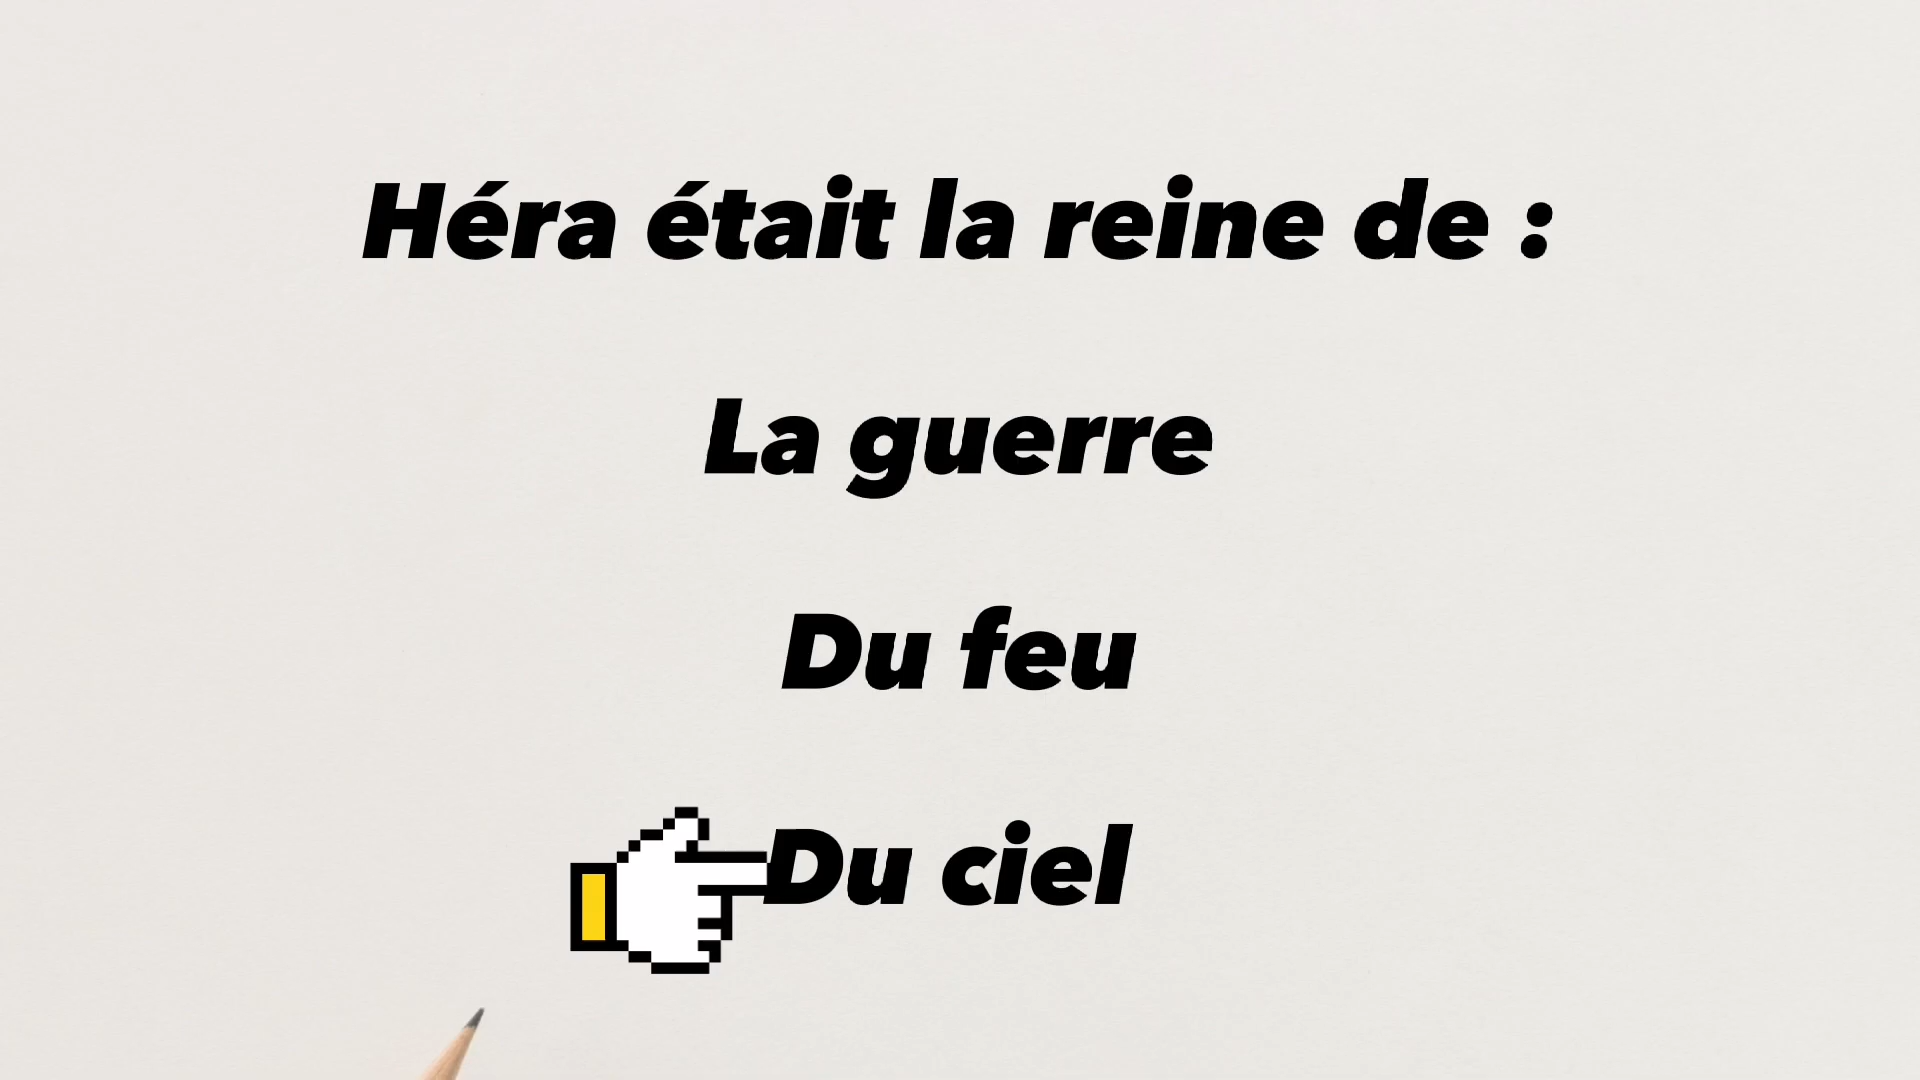 Héra était la reine de :
La guerre
Du feu
Du ciel